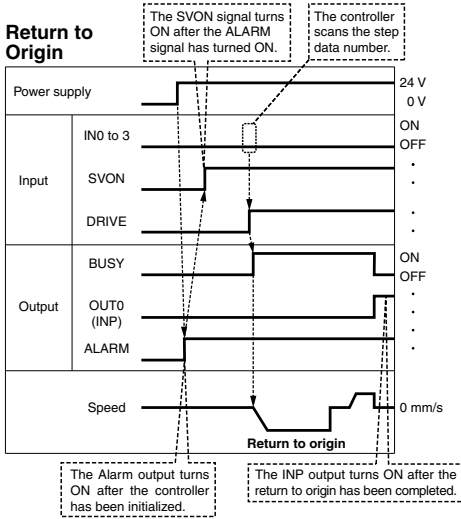 Return to
Origin
The SVON signal turns
ON after the ALARM
signal has turned ON.
The controller
scans the step
data number.
Power supply
24 V
0 V
Input
IN0 to 3
ON
OFF
SVON
DRIVE
Output
BUSY
ON
OFF
OUT0
(INP)
ALARM
Speed
0 mm/s
Return to origin
The Alarm output turns
ON after the controller
has been initialized.
The INP output turns ON after the
return to origin has been completed.